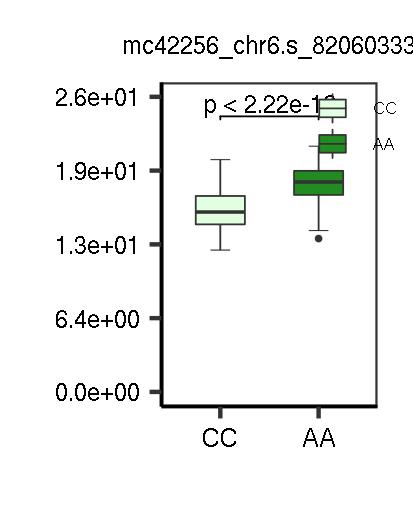 mc42256_chr6.s_82060333
2.6e+01
p < 2.22e-16
CC
AA
1.9e+01
1.3e+01
6.4e+00
0.0e+00
CC
AA